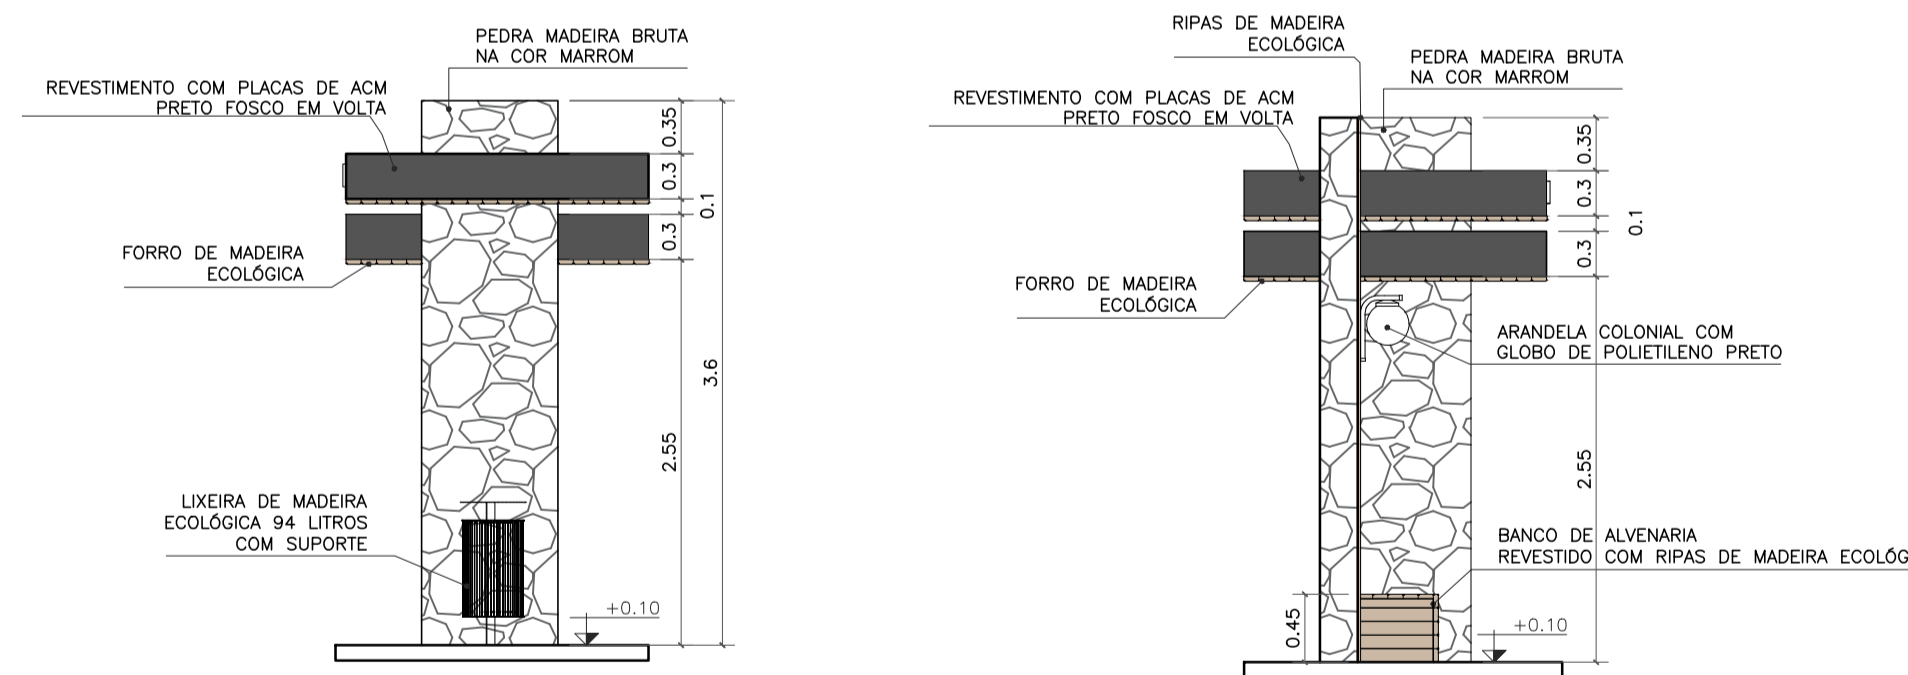 PEDRA MADEIRA BRUTA
NA COR MARROM
REVESTIMENTO COM PLACAS DE ACM
PRETO FOSCO EM VOLTA
FORRO DE MADEIRA
ECOLÓGICA
LIXEIRA DE MADEIRA
ECOLÓGICA 94 LITROS
COM SUPORTE
0.35
0.3
0.1
0.3
3.6
2.55
+0.10
RIPAS DE MADEIRA
ECOLÓGICA
PEDRA MADEIRA BRUTA
NA COR MARROM
REVESTIMENTO COM PLACAS DE ACM
PRETO FOSCO EM VOLTA
FORRO DE MADEIRA
ECOLÓGICA
0.35
0.3
0.1
0.3
ARANDELA COLONIAL COM
GLOBO DE POLIETILENO PRETO
2.55
BANCO DE ALVENARIA
REVESTIDO COM RIPAS DE MADEIRA ECOLÓG
0.45
+0.10